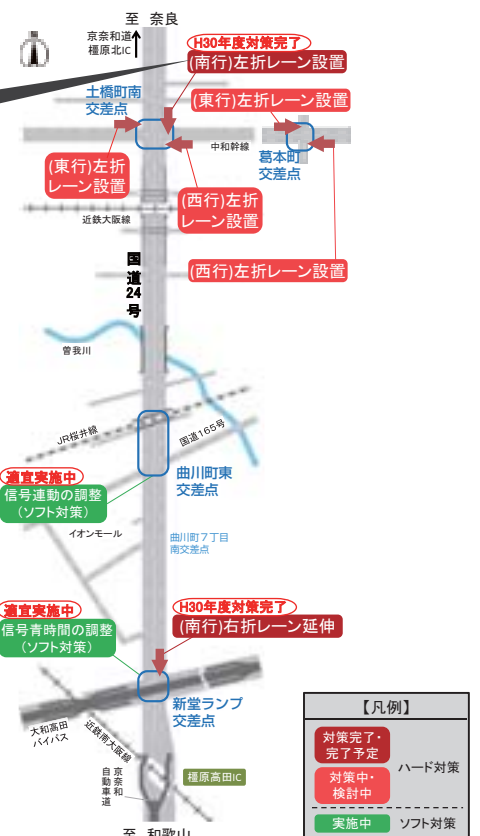 至 奈良
京奈和道
橿原北IC
H30年度対策完了
(南行)左折レーン設置
土橋町南
交差点
(東行)左折レーン設置
中和幹線
葛本町
交差点
(東行)左折
レーン設置
(西行)左折
レーン設置
近鉄大阪線
国道24号
(西行)左折レーン設置
曽我川
JR桜井線
国道165号
適宜実施中
信号連動の調整
(ソフト対策)
曲川町東
交差点
イオンモール
曲川町7丁目
南交差点
適宜実施中
信号青時間の調整
(ソフト対策)
H30年度対策完了
(南行)右折レーン延伸
新堂ランプ
交差点
大和高田
バイパス
近鉄南大阪線
京奈和
自動車道
橿原高田IC
至 和歌山
【凡例】
対策完了・
完了予定
対策中・
検討中
ハード対策
実施中
ソフト対策